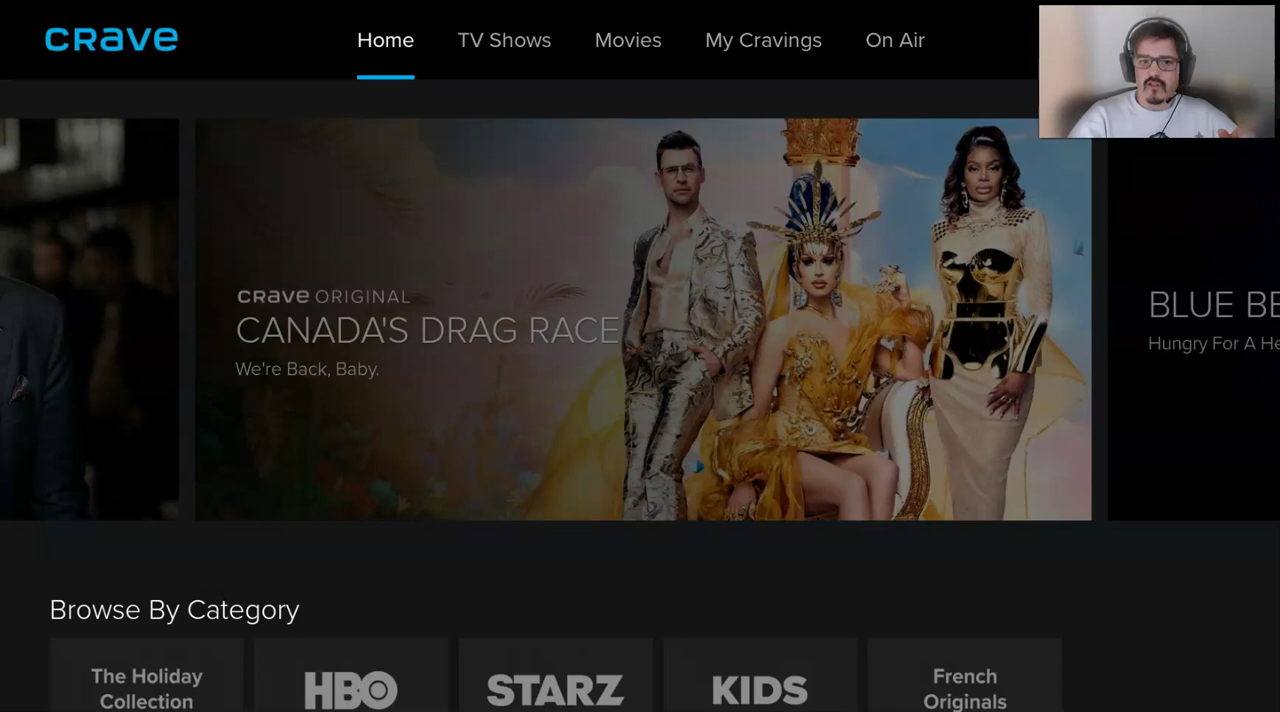 crave
Home TV Shows Movies My Cravings On Air
crave ORIGINAL
CANADA'S DRAG RACE
We're Back, Baby.
BLUE BE
Hungry For A He
Browse By Category
The Holiday
Collection
HBO
STARZ
KIDS
French
Originals